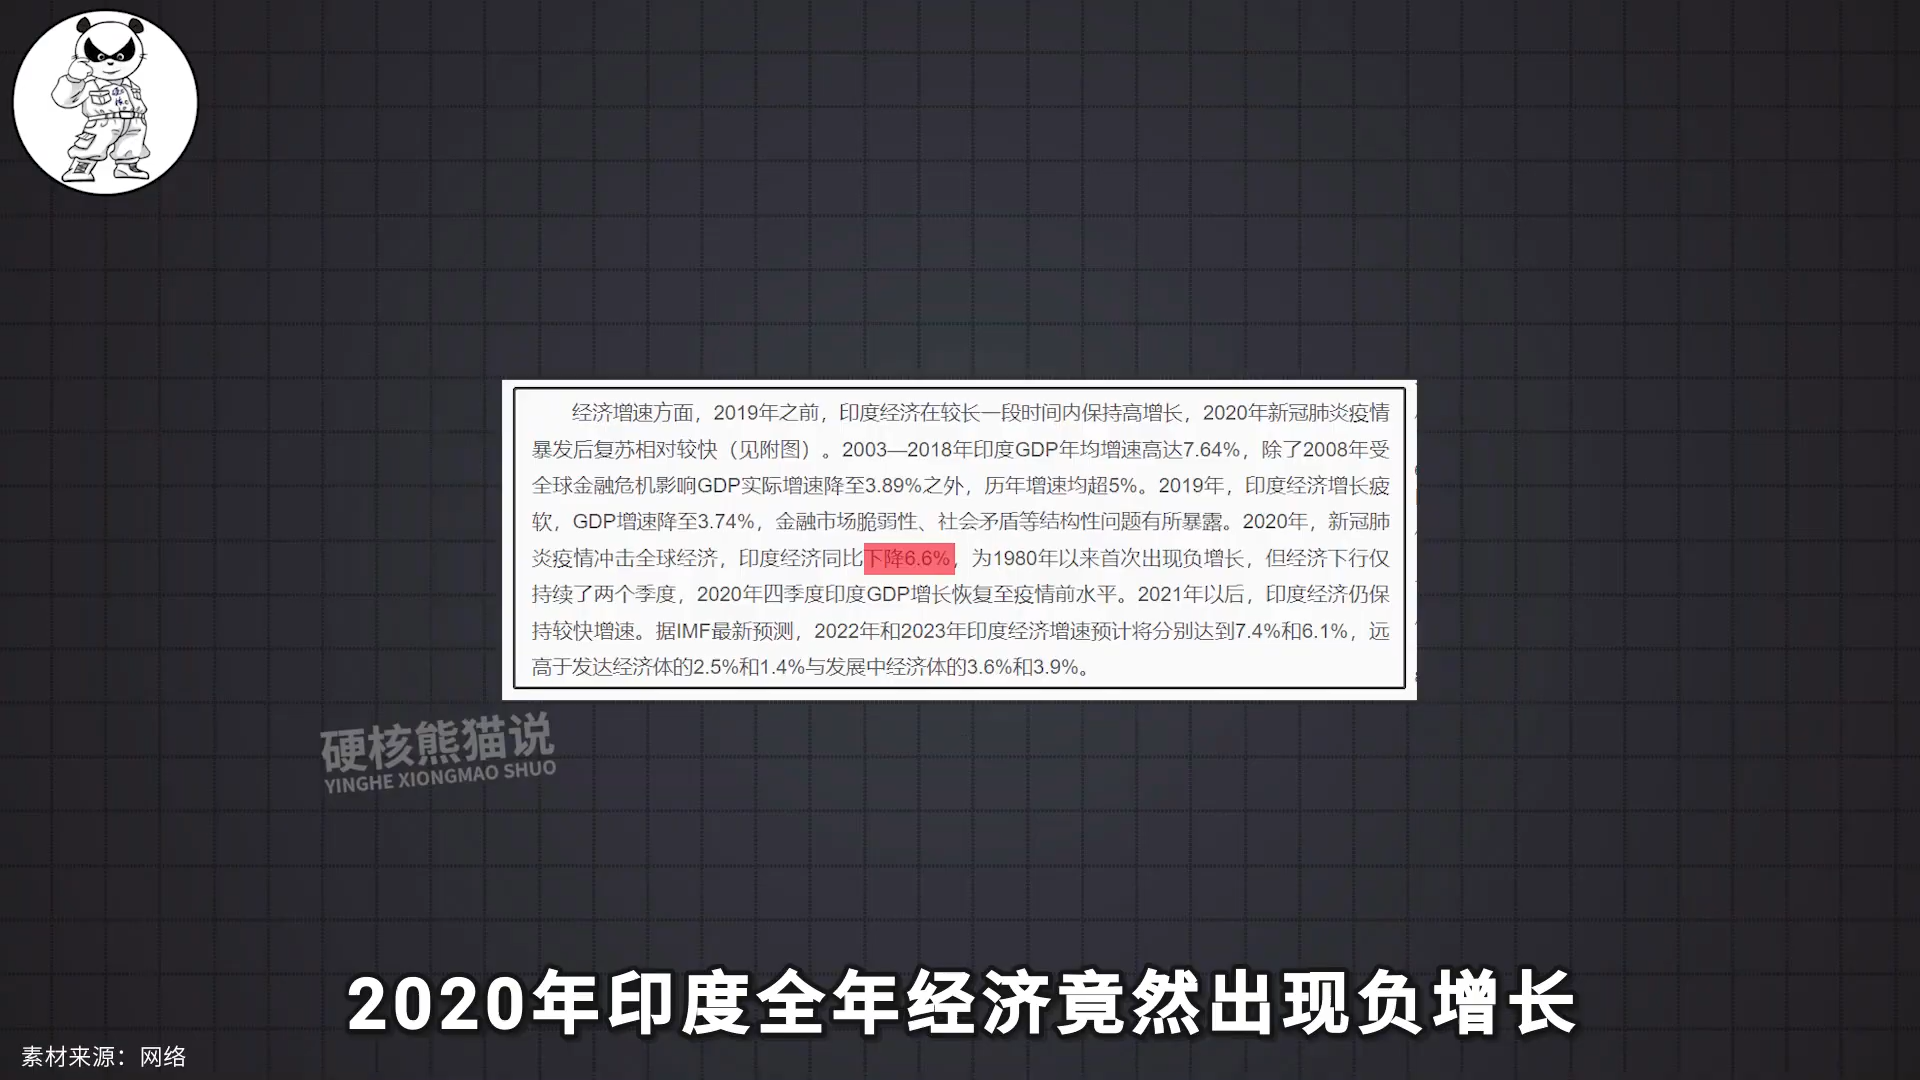 经济增速方面，2019年之前，印度经济在较长一段时间内保持高增长，2020年新冠肺炎疫情
暴发后复苏相对较快（见附图）。2003—2018年印度GDP年均增速高达7.64%，除了2008年受
全球金融危机影响GDP实际增速降至3.89%之外，历年增速均超5%。2019年，印度经济增长疲
软，GDP增速降至3.74%，金融市场脆弱性、社会矛盾等结构性问题有所暴露。2020年，新冠肺
炎疫情冲击全球经济，印度经济同比下降6.6%，为1980年以来首次出现负增长，但经济下行仅
持续了两个季度，2020年四季度印度GDP增长恢复至疫情前水平。2021年以后，印度经济仍保
持较快增速。据IMF最新预测，2022年和2023年印度经济增速预计将分别达到7.4%和6.1%，远
高于发达经济体的2.5%和1.4%与发展中经济体的3.6%和3.9%。
硬核熊猫说
YINGHE XIONGMAO SHUO
2020年印度全年经济竟然出现负增长
素材来源：网络